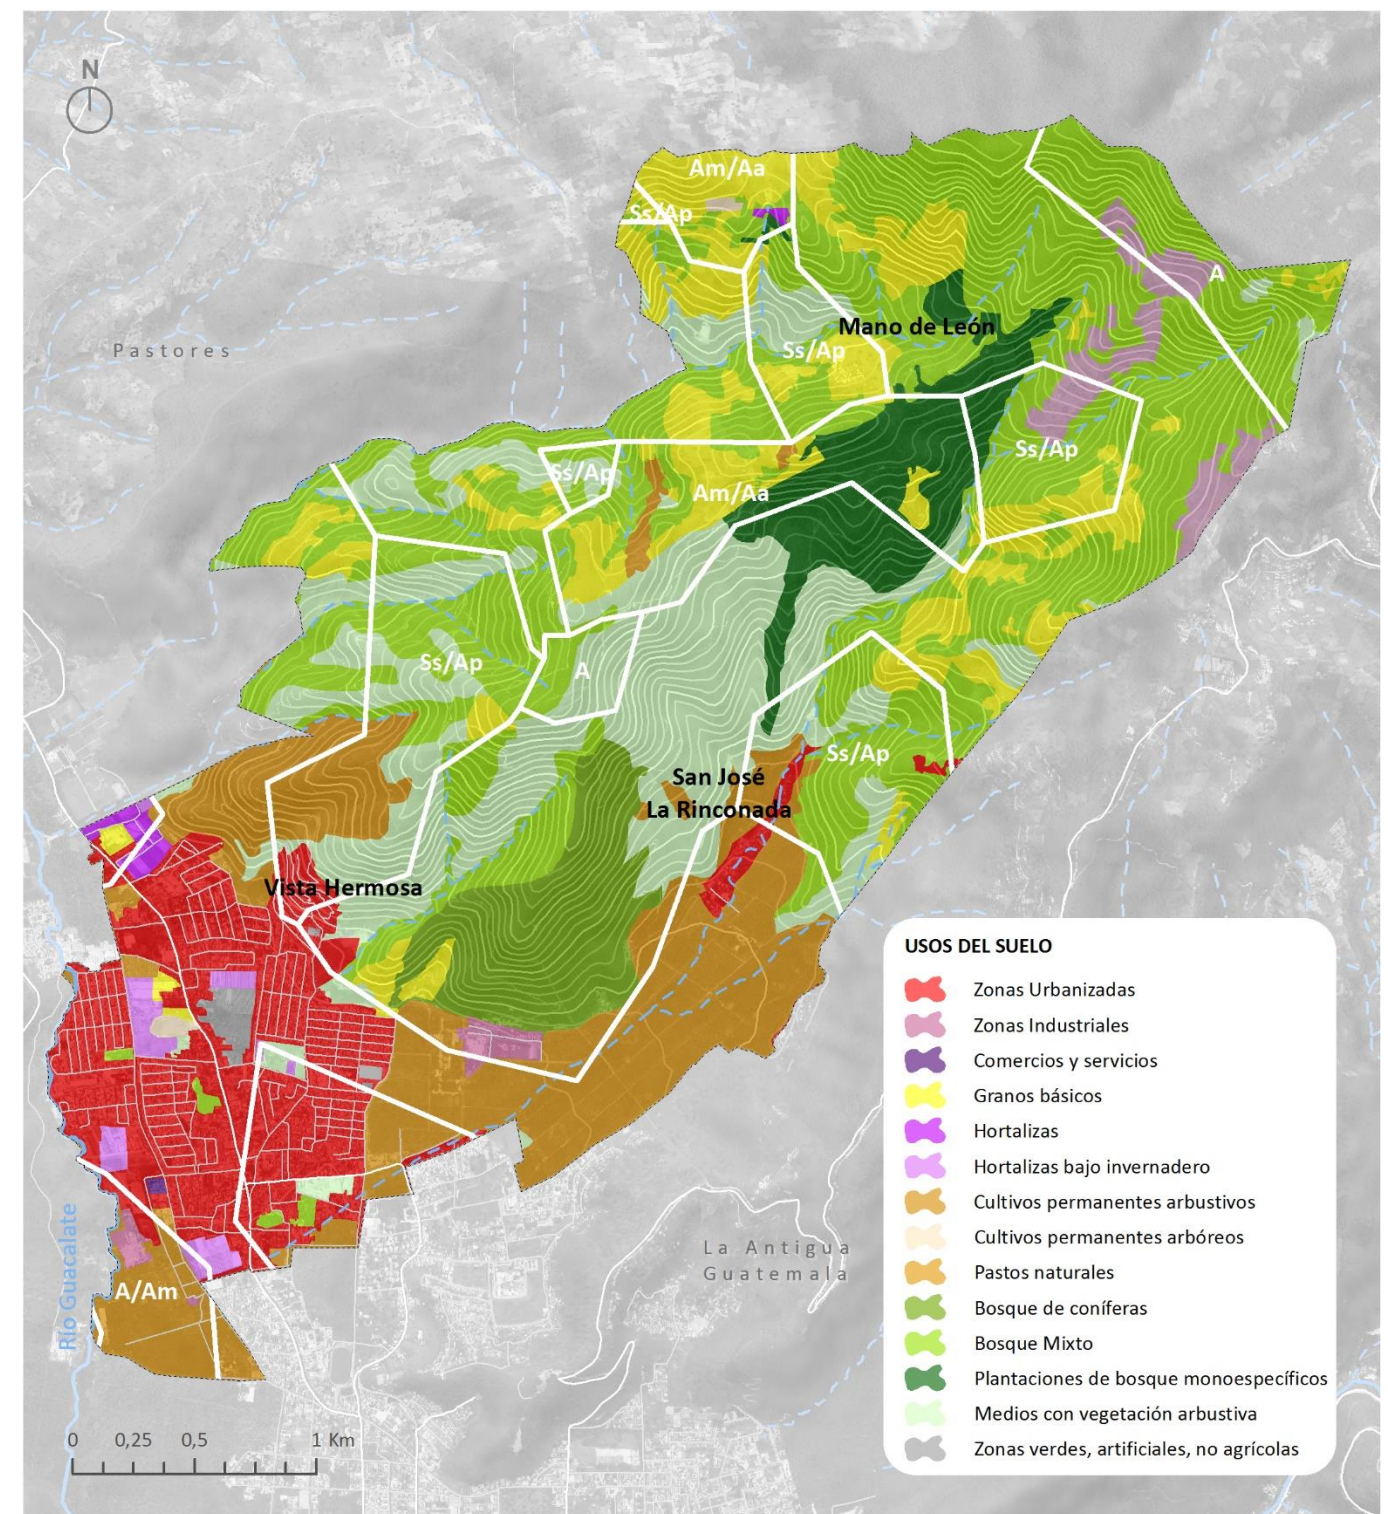 N
Am/Aa
Ss/Ap
A
Mano de León
Ss/Ap
Pastores
Ss/Ap
Ss/Ap
Am/Aa
Ss/Ap
A
Ss/Ap
San José
La Rinconada
Vista Hermosa
Río Guacalate
A/Am
La Antigua
Guatemala
0 0,25 0,5 1 Km
USOS DEL SUELO
Zonas Urbanizadas
Zonas Industriales
Comercios y servicios
Granos básicos
Hortalizas
Hortalizas bajo invernadero
Cultivos permanentes arbustivos
Cultivos permanentes arbóreos
Pastos naturales
Bosque de coníferas
Bosque Mixto
Plantaciones de bosque monoespecíficos
Medios con vegetación arbustiva
Zonas verdes, artificiales, no agrícolas